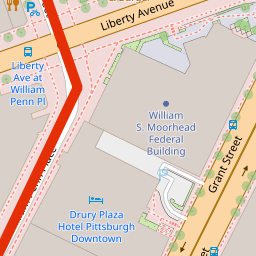 Liberty Avenue
Liberty
Ave at
William
Penn Pl
William
S. Moorhead
Federal
Building
Grant Street
Drury Plaza
Hotel Pittsburgh
Downtown